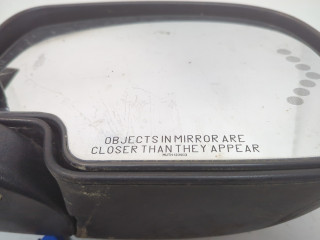 OBJECTS IN MIRROR ARE
CLOSER THAN THEY APPEAR